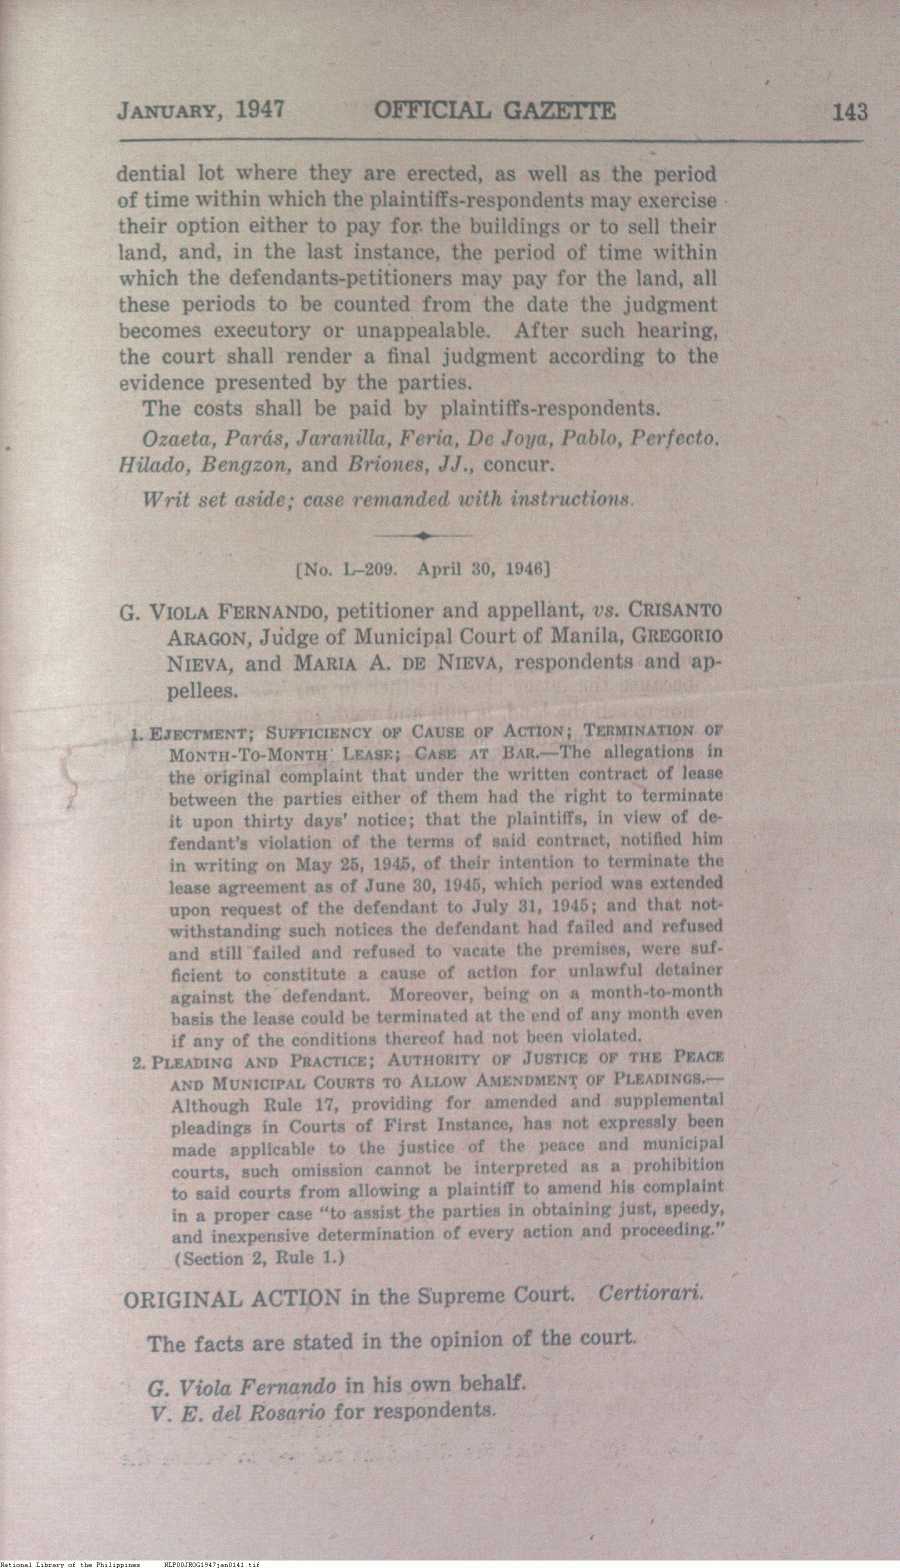 JANUARY, 1947 OFFICIAL GAZETTE 143
dential lot where they are erected, as well as the period
of time within which the plaintiffs-respondents may exercise
their option either to pay for the buildings or to sell their
land, and, in the last instance, the period of time within
which the defendants-petitioners may pay for the land, all
these periods to be counted from the date the judgment
becomes executory or unappealable. After such hearing,
the court shall render a final judgment according to the
evidence presented by the parties.
The costs shall be paid by plaintiffs-respondents.
Ozaeta, Parás, Jaranilla, Feria, De Joya, Pablo, Perfecto.
Hilado, Bengzon, and Briones, JJ., concur.
Writ set aside; case remanded with instructions.
[No. L–209. April 30, 1946]
G. VIOLA FERNANDO, petitioner and appellant, vs. CRISANTO
ARAGON, Judge of Municipal Court of Manila, GREGORIO
NIEVA, and MARIA A. DE NIEVA, respondents and ap-
pellees.
1. EJECTMENT; SUFFICIENCY OF CAUSE OF ACTION; TERMINATION OF
MONTH-TO-MONTH LEASE; CASE AT BAR.—The allegations in
the original complaint that under the written contract of lease
between the parties either of them had the right to terminate
it upon thirty days' notice; that the plaintiffs, in view of de-
fendant's violation of the terms of said contract, notified him
in writing on May 25, 1945, of their intention to terminate the
lease agreement as of June 30, 1945, which period was extended
upon request of the defendant to July 31, 1945; and that not-
withstanding such notices the defendant had failed and refused
and still failed and refused to vacate the premises, were suf-
ficient to constitute a cause of action for unlawful detainer
against the defendant. Moreover, being on a month-to-month
basis the lease could be terminated at the end of any month even
if any of the conditions thereof had not been violated.
2. PLEADING AND PRACTICE; AUTHORITY OF JUSTICE OF THE PEACE
AND MUNICIPAL COURTS TO ALLOW AMENDMENT OF PLEADINGS.—
Although Rule 17, providing for amended and supplemental
pleadings in Courts of First Instance, has not expressly been
made applicable to the justice of the peace and municipal
courts, such omission cannot be interpreted as a prohibition
to said courts from allowing a plaintiff to amend his complaint
in a proper case "to assist the parties in obtaining just, speedy,
and inexpensive determination of every action and proceeding."
(Section 2, Rule 1.)
ORIGINAL ACTION in the Supreme Court. Certiorari.
The facts are stated in the opinion of the court.
G. Viola Fernando in his own behalf.
V. E. del Rosario for respondents.
National Library of the Philippines NLP00JROG1947jan0141.tif